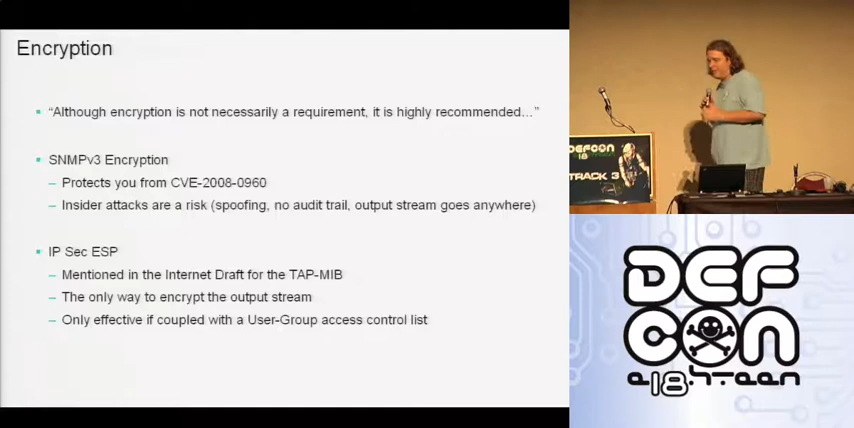 Encryption
"Although encryption is not necessarily a requirement, it is highly recommended…"
SNMPv3 Encryption
– Protects you from CVE-2008-0960
– Insider attacks are a risk (spoofing, no audit trail, output stream goes anywhere)
IP Sec ESP
– Mentioned in the Internet Draft for the TAP-MIB
– The only way to encrypt the output stream
– Only effective if coupled with a User-Group access control list
DEFCON
18
TRACK 3
DEF
CON
e18hteen